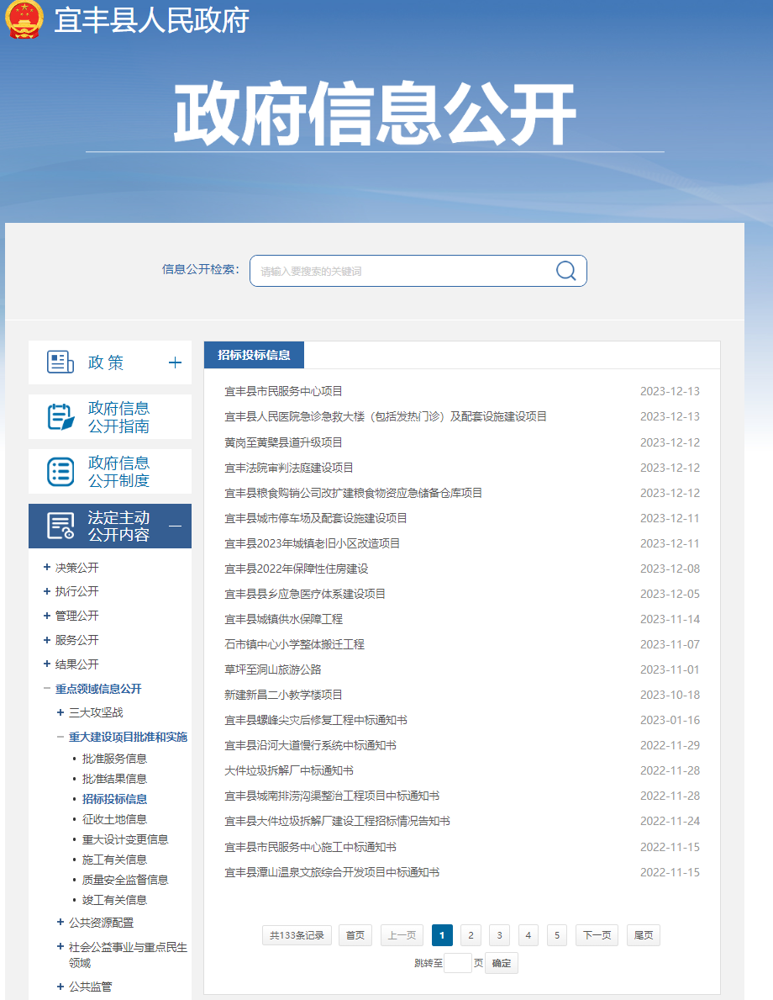 宜丰县人民政府
政府信息公开
信息公开检索：
请输入要搜索的关键词
政 策
政府信息
公开指南
政府信息
公开制度
法定主动
公开内容
决策公开
执行公开
管理公开
服务公开
结果公开
重点领域信息公开
三大攻坚战
重大建设项目批准和实施
批准服务信息
批准结果信息
招标投标信息
征收土地信息
重大设计变更信息
施工有关信息
质量安全监督信息
竣工有关信息
公共资源配置
社会公益事业与重点民生
领域
公共监管
招标投标信息
宜丰县市民服务中心项目 2023-12-13
宜丰县人民医院急诊急救大楼（包括发热门诊）及配套设施建设项目 2023-12-13
黄岗至黄檗县道升级项目 2023-12-12
宜丰法院审判法庭建设项目 2023-12-12
宜丰县粮食购销公司改扩建粮食物资应急储备仓库项目 2023-12-12
宜丰县城市停车场及配套设施建设项目 2023-12-11
宜丰县2023年城镇老旧小区改造项目 2023-12-11
宜丰县2022年保障性住房建设 2023-12-08
宜丰县县乡应急医疗体系建设项目 2023-12-05
宜丰县城镇供水保障工程 2023-11-14
石市镇中心小学整体搬迁工程 2023-11-07
草坪至洞山旅游公路 2023-11-01
新建新昌二小教学楼项目 2023-10-18
宜丰县螺峰尖灾后修复工程中标通知书 2023-01-16
宜丰县沿河大道慢行系统中标通知书 2022-11-29
大件垃圾拆解厂中标通知书 2022-11-28
宜丰县城南排涝沟渠整治工程项目中标通知书 2022-11-28
宜丰县大件垃圾拆解厂建设工程招标情况告知书 2022-11-24
宜丰县市民服务中心施工中标通知书 2022-11-15
宜丰县潭山温泉文旅综合开发项目中标通知书 2022-11-15
共133条记录 首页 上一页 1 2 3 4 5 下一页 尾页
跳转至 页 确定